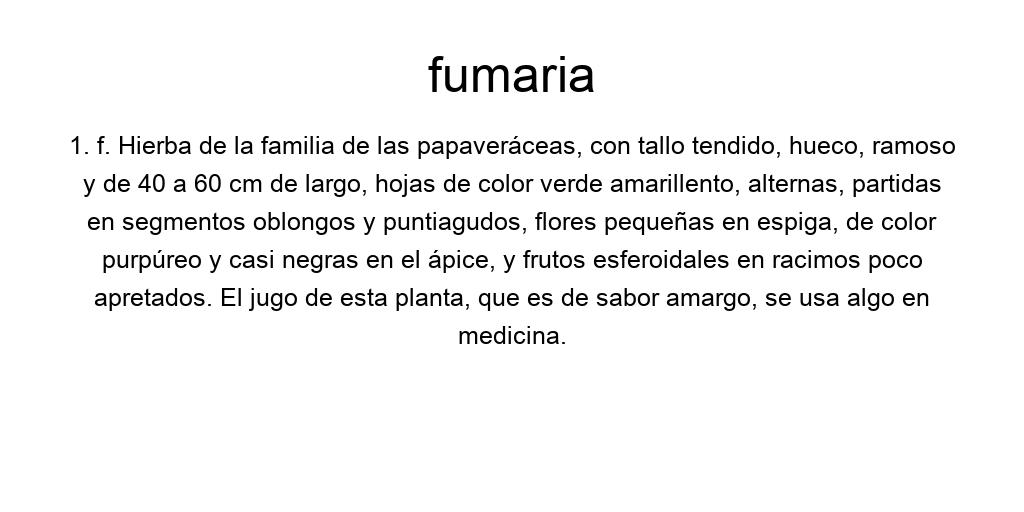 fumaria
1. f. Hierba de la familia de las papaveráceas, con tallo tendido, hueco, ramoso
y de 40 a 60 cm de largo, hojas de color verde amarillento, alternas, partidas
en segmentos oblongos y puntiagudos, flores pequeñas en espiga, de color
purpúreo y casi negras en el ápice, y frutos esferoidales en racimos poco
apretados. El jugo de esta planta, que es de sabor amargo, se usa algo en
medicina.